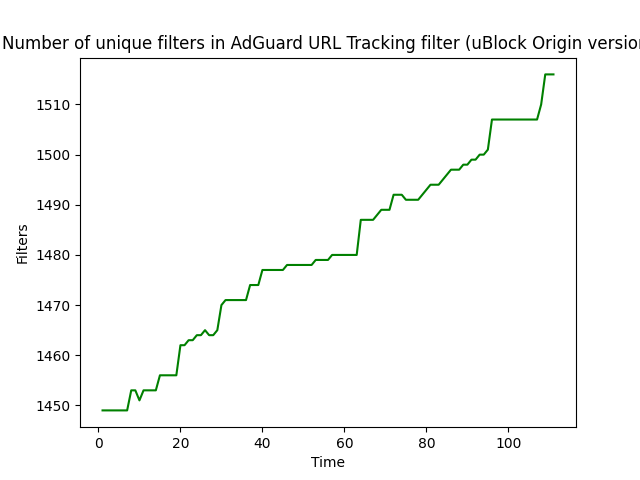 Number of unique filters in AdGuard URL Tracking filter (uBlock Origin version
1510
1500
1490
1480
1470
1460
1450
Filters
0 20 40 60 80 100
Time